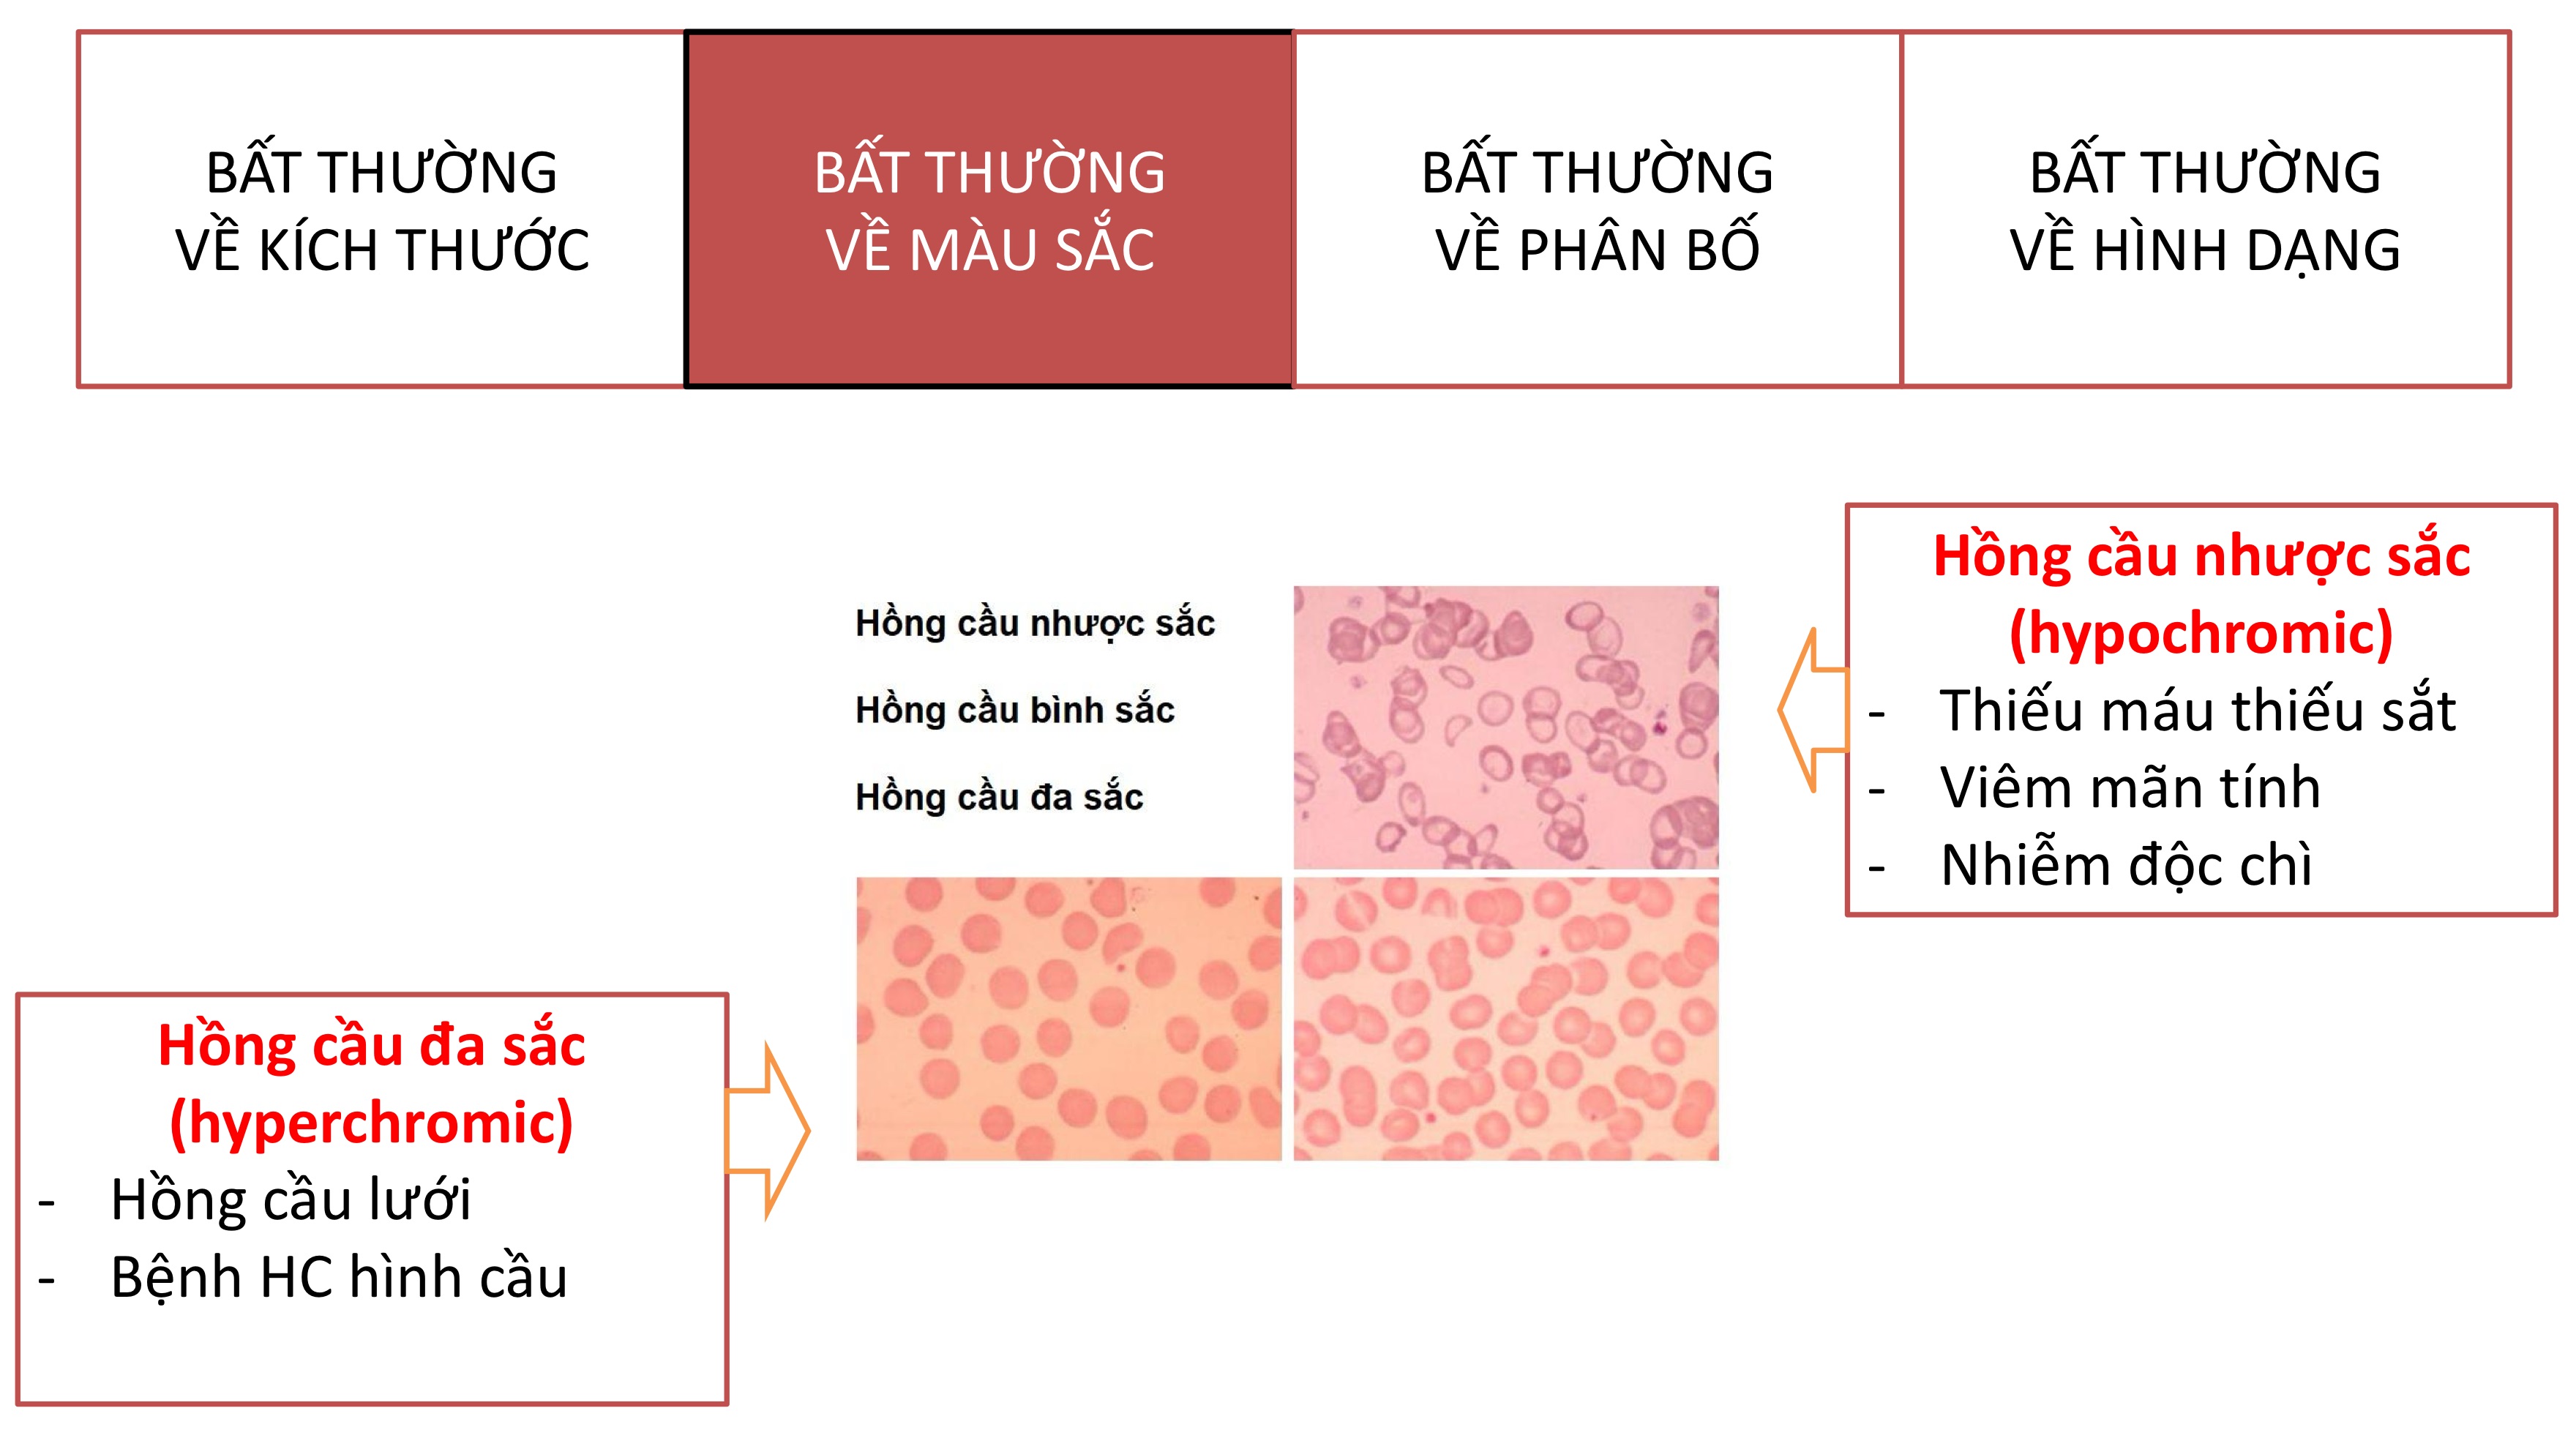 BẤT THƯỜNG
VỀ KÍCH THƯỚC
BẤT THƯỜNG
VỀ MÀU SẮC
BẤT THƯỜNG
VỀ PHÂN BỐ
BẤT THƯỜNG
VỀ HÌNH DẠNG
Hồng cầu nhược sắc
Hồng cầu bình sắc
Hồng cầu đa sắc
Hồng cầu nhược sắc
(hypochromic)
- Thiếu máu thiếu sắt
- Viêm mãn tính
- Nhiễm độc chì
Hồng cầu đa sắc
(hyperchromic)
- Hồng cầu lưới
- Bệnh HC hình cầu